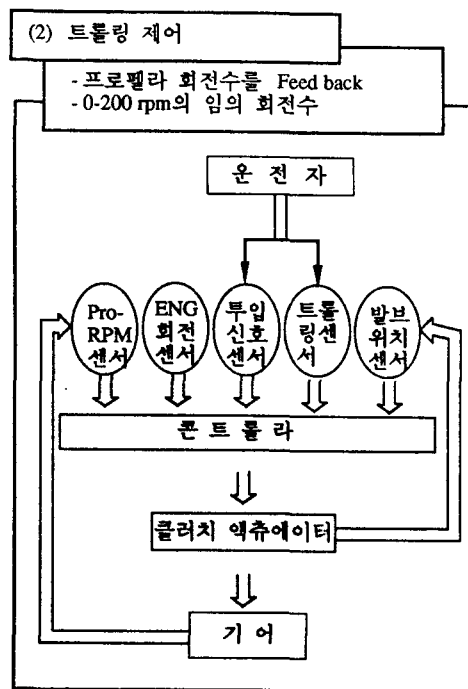 (2) 트롤링 제어
- 프로펠라 회전수를 Feed back
- 0-200 rpm의 임의 회전수
운 전 자
Pro-
RPM
센서
ENG
회전
센서
투입
신호
센서
트롤
링센
서
발브
위치
센서
콘 트 롤 라
클러치 액츄에이터
기 어